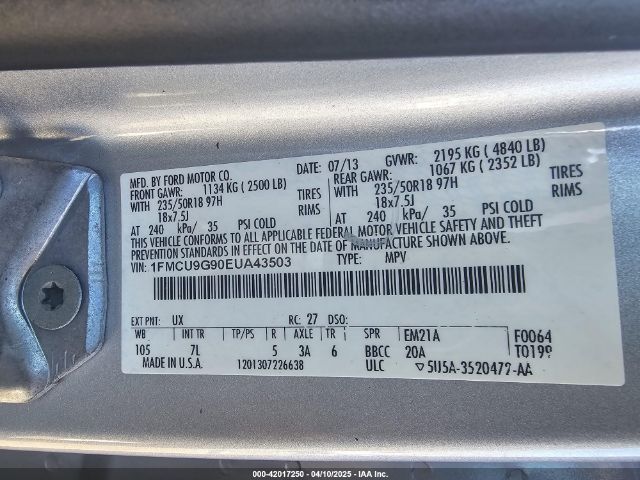 MFD. BY FORD MOTOR CO. DATE: 07/13 GVWR: 2195 KG ( 4840 LB)
FRONT GAWR: 1134 KG ( 2500 LB) REAR GAWR: 1067 KG ( 2352 LB)
WITH 235/50R18 97H TIRES WITH 235/50R18 97H TIRES
18x7.5J RIMS 18x7.5J RIMS
AT 240 kPa/ 35 PSI COLD AT 240 kPa/ 35 PSI COLD
THIS VEHICLE CONFORMS TO ALL APPLICABLE FEDERAL MOTOR VEHICLE SAFETY AND THEFT
PREVENTION STANDARDS IN EFFECT ON THE DATE OF MANUFACTURE SHOWN ABOVE.
VIN: 1FMCU9G90EUA43503 TYPE: MPV
EXT PNT: UX RC: 27 DSO:
WB INT TR TP/PS R AXLE TR SPR EM21A F0064
105 7L 5 3A 6 BBCC 20A T0199
MADE IN U.S.A. 1201307226638 ULC ▽5U5A-3520472-AA
000-42017250 04/10/2025 IAA Inc.